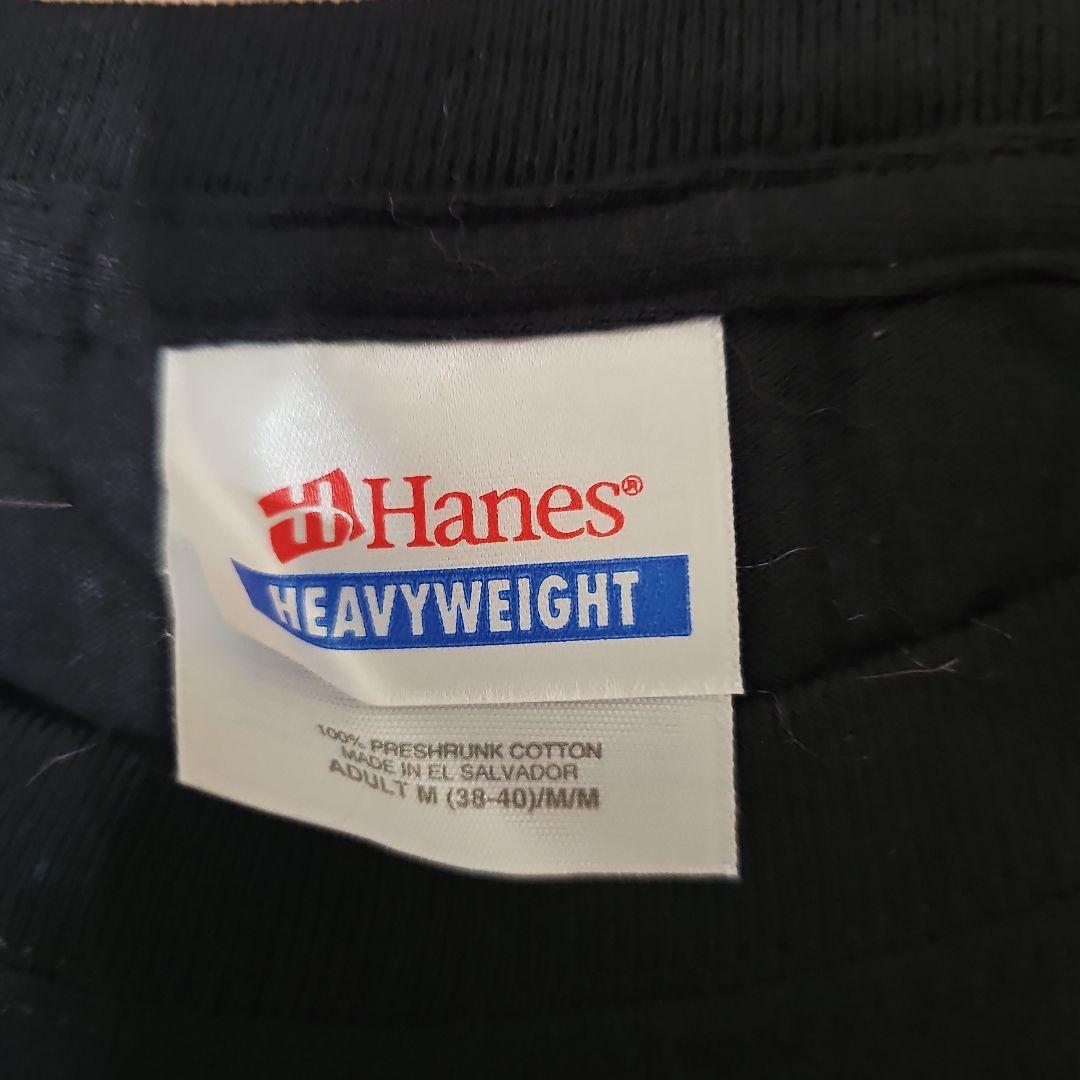 Hanes®
HEAVYWEIGHT
100% PRESHRUNK COTTON
MADE IN EL SALVADOR
ADULT M (38-40)/M/M